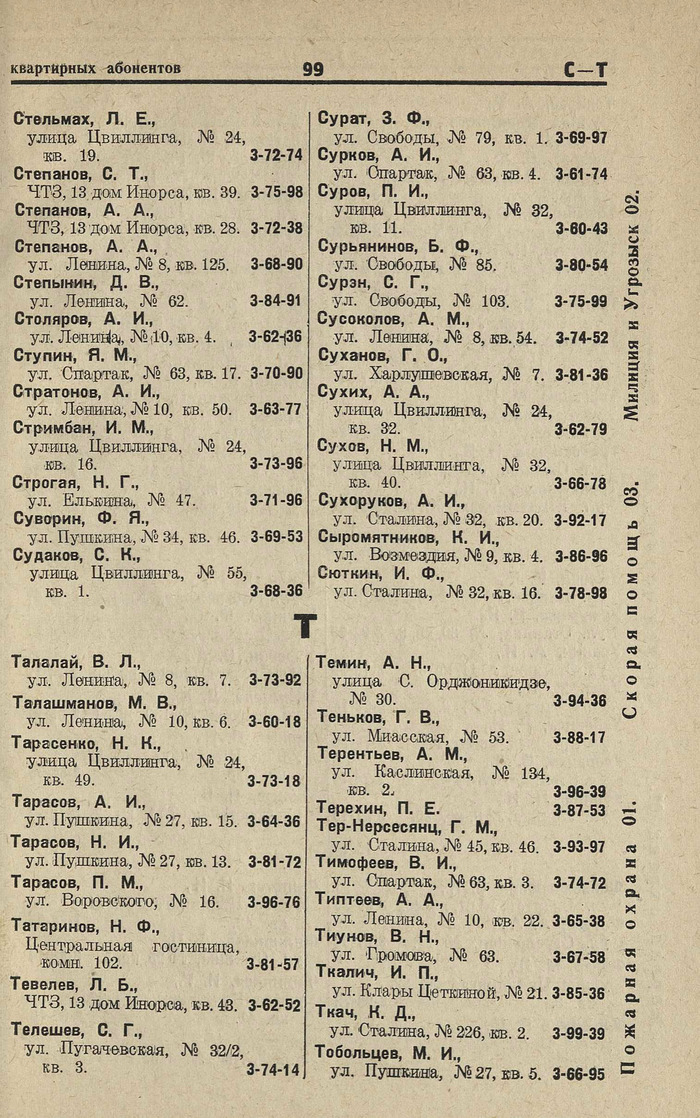 квартирных абонентов 99 С—Т
Стельмах, Л. Е.,
улица Цвиллинга, № 24,
кв. 19. 3-72-74
Степанов, С. Т.,
ЧТЗ, 13 дом Инорса, кв. 39. 3-75-98
Степанов, А. А.,
ЧТЗ, 13 дом Инорса, кв. 28. 3-72-38
Степанов, А. А.,
ул. Ленина, № 8, кв. 125. 3-68-90
Степынин, Д. В.,
ул. Ленина, № 62. 3-84-91
Столяров, А. И.,
ул. Ленина, № 10, кв. 4. 3-62-36
Ступин, Я. М.,
ул. Спартак, № 63, кв. 17. 3-70-90
Стратонов, А. И.,
ул. Ленина, № 10, кв. 50. 3-63-77
Стримбан, И. М.,
улица Цвиллинга, № 24,
кв. 16. 3-73-96
Строгая, Н. Г.,
ул. Елькина, № 47. 3-71-96
Суворин, Ф. Я.,
ул. Пушкина, № 34, кв. 46. 3-69-53
Судаков, С. К.,
улица Цвиллинга, № 55,
кв. 1. 3-68-36
Сурат, З. Ф.,
ул. Свободы, № 79, кв. 1. 3-69-97
Сурков, А. И.,
ул. Спартак, № 63, кв. 4. 3-61-74
Суров, П. И.,
улица Цвиллинга, № 32,
кв. 11. 3-60-43
Сурьянинов, Б. Ф.,
ул. Свободы, № 85. 3-80-54
Сурэн, С. Г.,
ул. Свободы, № 103. 3-75-99
Сусоколов, А. М.,
ул. Ленина, № 8, кв. 54. 3-74-52
Суханов, Г. О.,
ул. Харлушевская, № 7. 3-81-36
Сухих, А. А.,
улица Цвиллинга, № 24,
кв. 32. 3-62-79
Сухов, Н. М.,
улица Цвиллинга, № 32,
кв. 40. 3-66-78
Сухоруков, А. И.,
ул. Сталина, № 32, кв. 20. 3-92-17
Сыромятников, К. И.,
ул. Возмездия, № 9, кв. 4. 3-86-96
Сюткин, И. Ф.,
ул. Сталина, № 32, кв. 16. 3-78-98
Т
Талалай, В. Л.,
ул. Ленина, № 8, кв. 7. 3-73-92
Талашманов, М. В.,
ул. Ленина, № 10, кв. 6. 3-60-18
Тарасенко, Н. К.,
улица Цвиллинга, № 24,
кв. 49. 3-73-18
Тарасов, А. И.,
ул. Пушкина, № 27, кв. 15. 3-64-36
Тарасов, Н. И.,
ул. Пушкина, № 27, кв. 13. 3-81-72
Тарасов, П. М.,
ул. Воровского, № 16. 3-96-76
Татаринов, Н. Ф.,
Центральная гостиница,
комн. 102. 3-81-57
Тевелев, Л. Б.,
ЧТЗ, 13 дом Инорса, кв. 43. 3-62-52
Телешев, С. Г.,
ул. Пугачевская, № 32/2,
кв. 3. 3-74-14
Темин, А. Н.,
улица С. Орджоникидзе,
№ 30. 3-94-36
Теньков, Г. В.,
ул. Миасская, № 53. 3-88-17
Терентьев, А. М.,
ул. Каслинская, № 134,
кв. 2. 3-96-39
Терехин, П. Е. 3-87-53
Тер-Нерсесянц, Г. М.,
ул. Сталина, № 45, кв. 46. 3-93-97
Тимофеев, В. И.,
ул. Спартак, № 63, кв. 3. 3-74-72
Типтеев, А. А.,
ул. Ленина, № 10, кв. 22. 3-65-38
Тиунов, В. Н.,
ул. Громова, № 63. 3-67-58
Ткалич, И. П.,
ул. Клары Цеткиной, № 21. 3-85-36
Ткач, К. Д.,
ул. Сталина, № 226, кв. 2. 3-99-39
Тобольцев, М. И.,
ул. Пушкина, № 27, кв. 5. 3-66-95
Пожарная охрана 01. Скорая помощь 03. Милиция и Угрозыск 02.